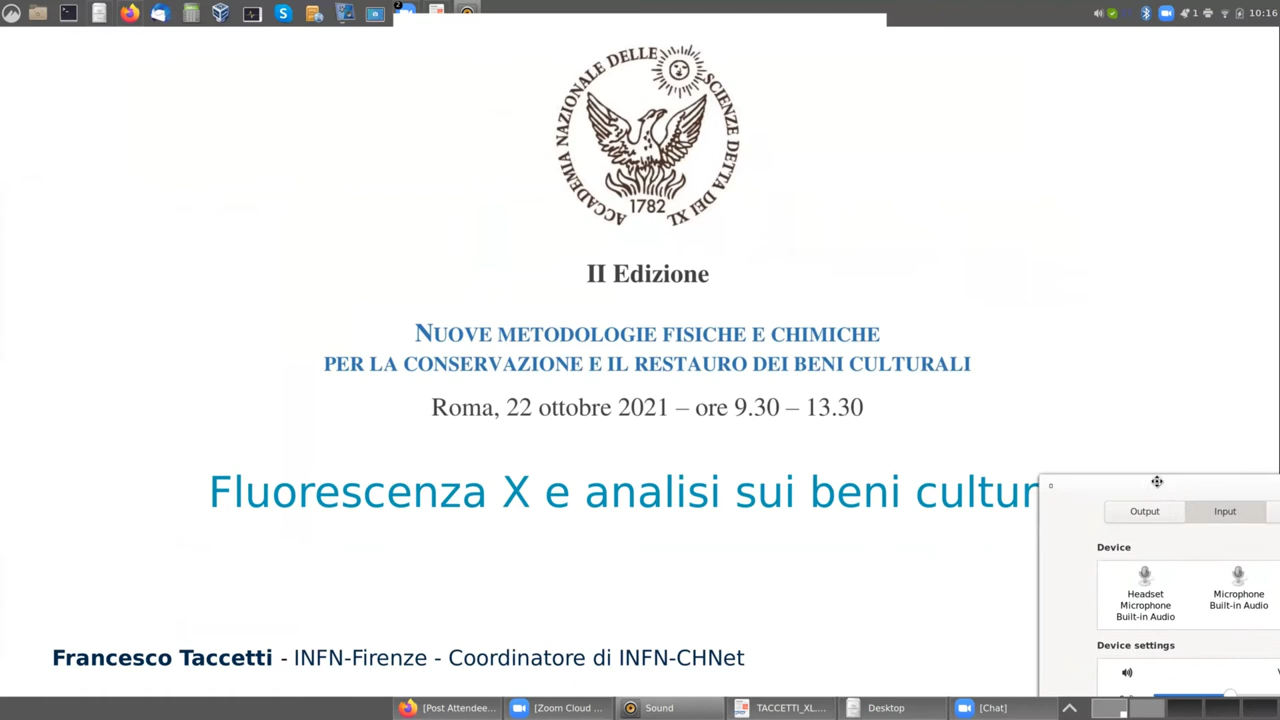 2
1
10:16
ACCADEMIA NAZIONALE DELLE SCIENZE DETTA DEI XL
1782
II Edizione
NUOVE METODOLOGIE FISICHE E CHIMICHE
PER LA CONSERVAZIONE E IL RESTAURO DEI BENI CULTURALI
Roma, 22 ottobre 2021 – ore 9.30 – 13.30
Fluorescenza X e analisi sui beni cultur
Output Input
Device
Headset Microphone Built-in Audio
Microphone Built-in Audio
Device settings
Francesco Taccetti - INFN-Firenze - Coordinatore di INFN-CHNet
[Post Attendee... [Zoom Cloud ... Sound TACCETTI_XL.... Desktop [Chat]